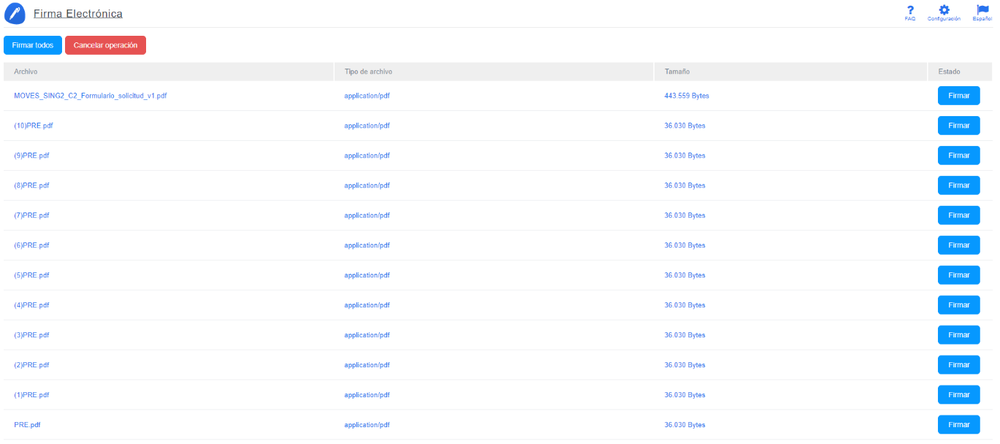 Firma Electrónica
FAQ
Configuración
Español
Firmar todos
Cancelar operación
Archivo Tipo de archivo Tamaño Estado
MOVES_SING2_C2_Formulario_solicitud_v1.pdf application/pdf 443.559 Bytes Firmar
(10)PRE.pdf application/pdf 36.030 Bytes Firmar
(9)PRE.pdf application/pdf 36.030 Bytes Firmar
(8)PRE.pdf application/pdf 36.030 Bytes Firmar
(7)PRE.pdf application/pdf 36.030 Bytes Firmar
(6)PRE.pdf application/pdf 36.030 Bytes Firmar
(5)PRE.pdf application/pdf 36.030 Bytes Firmar
(4)PRE.pdf application/pdf 36.030 Bytes Firmar
(3)PRE.pdf application/pdf 36.030 Bytes Firmar
(2)PRE.pdf application/pdf 36.030 Bytes Firmar
(1)PRE.pdf application/pdf 36.030 Bytes Firmar
PRE.pdf application/pdf 36.030 Bytes Firmar